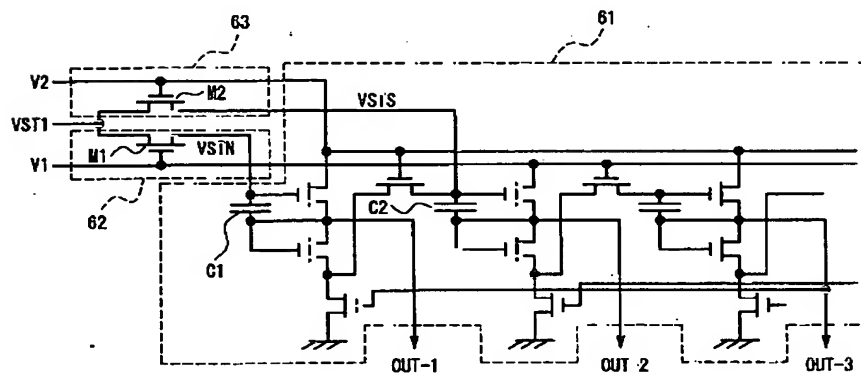 63
61
V2
M2
VSTS
VST1
M1
VSTN
V1
62
C1
C2
OUT-1
OUT-2
OUT-3